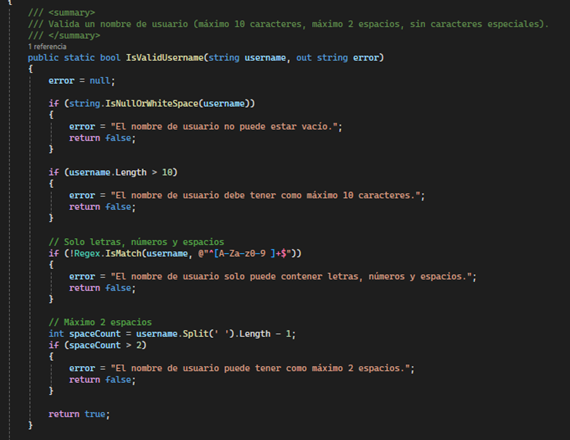 {
/// <summary>
/// Valida un nombre de usuario (máximo 10 caracteres, máximo 2 espacios, sin caracteres especiales).
/// </summary>
1 referencia
public static bool IsValidUsername(string username, out string error)
{
error = null;
if (string.IsNullOrWhiteSpace(username))
{
error = "El nombre de usuario no puede estar vacío.";
return false;
}
if (username.Length > 10)
{
error = "El nombre de usuario debe tener como máximo 10 caracteres.";
return false;
}
// Solo letras, números y espacios
if (!Regex.IsMatch(username, @"^[A-Za-z0-9 ]+$"))
{
error = "El nombre de usuario solo puede contener letras, números y espacios.";
return false;
}
// Máximo 2 espacios
int spaceCount = username.Split(' ').Length - 1;
if (spaceCount > 2)
{
error = "El nombre de usuario puede tener como máximo 2 espacios.";
return false;
}
return true;
}